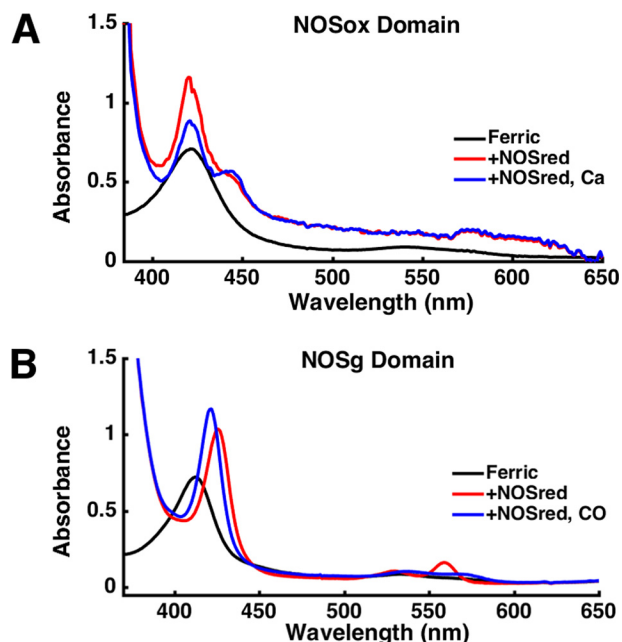 A
NOSox Domain
1.5
1
0.5
0
Absorbance
Ferric
+NOSred
+NOSred, Ca
400
450
500
550
600
650
Wavelength (nm)
B
NOSg Domain
1.5
1
0.5
0
Absorbance
Ferric
+NOSred
+NOSred, CO
400
450
500
550
600
650
Wavelength (nm)